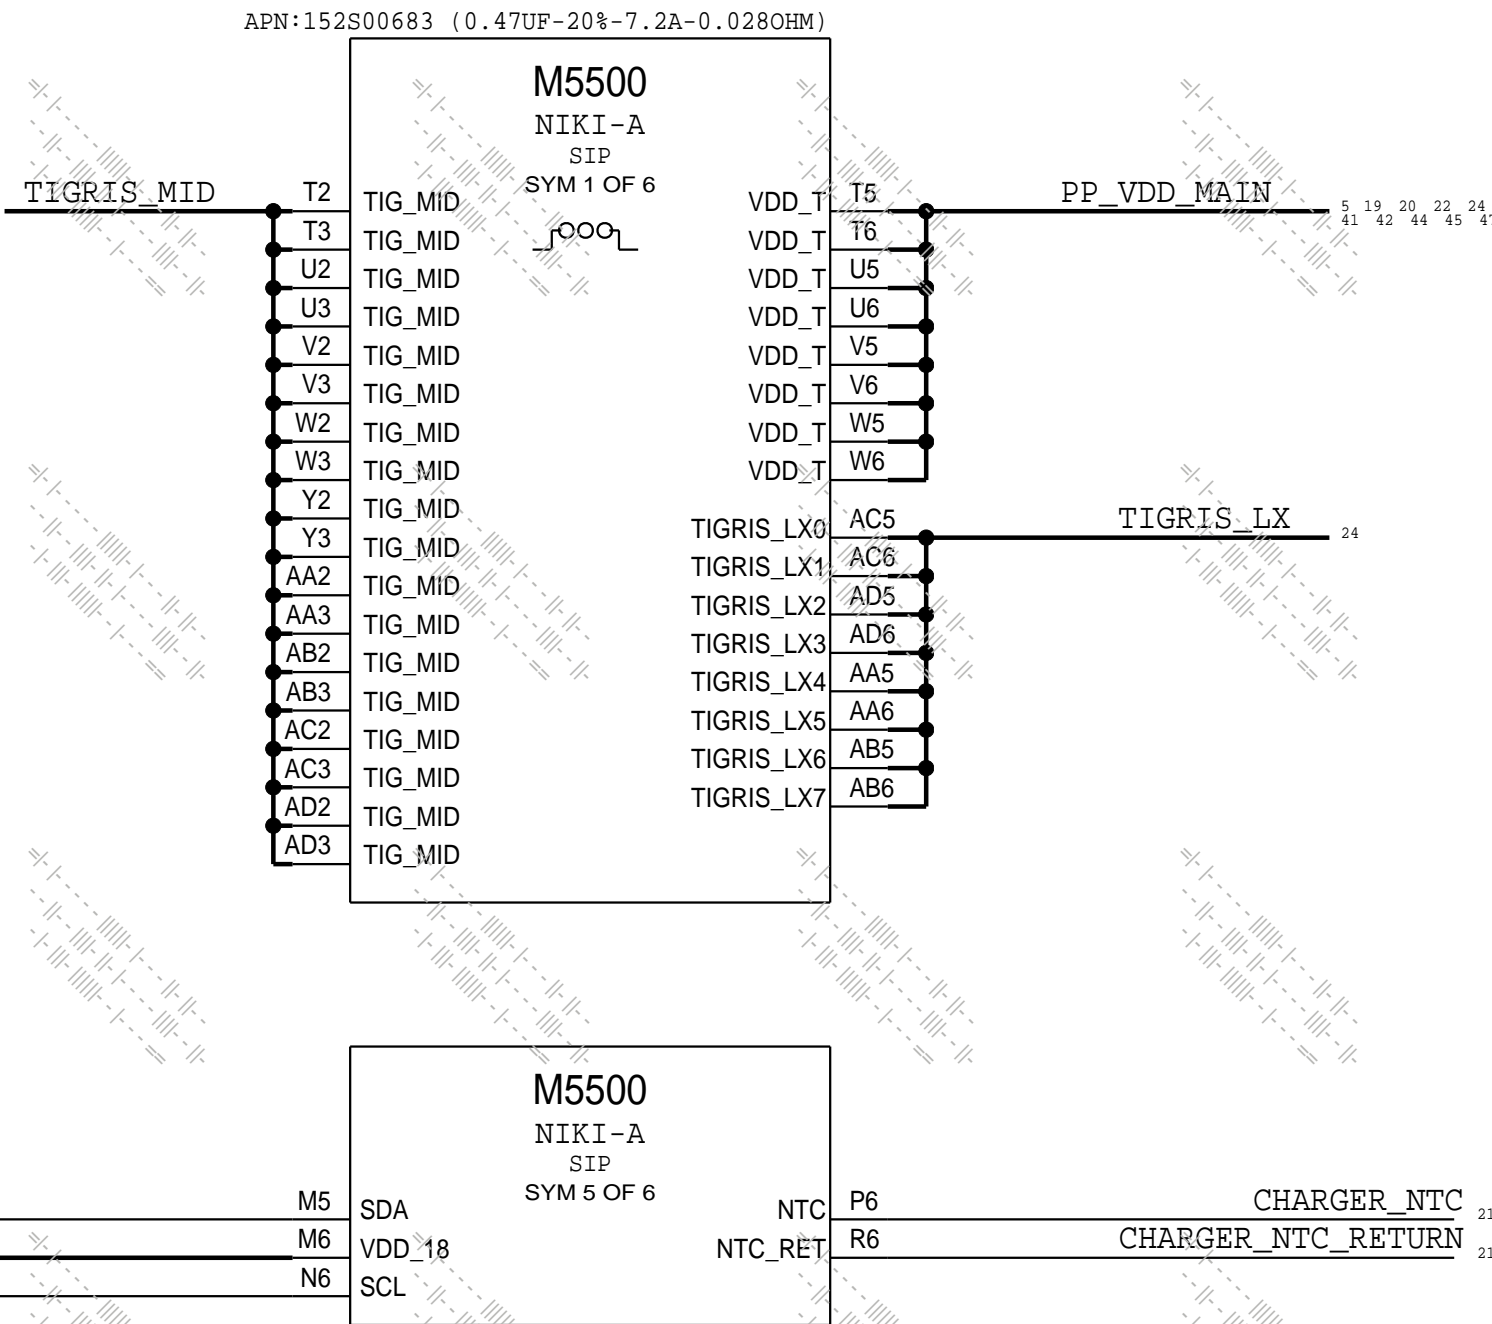 APN:152S00683 (0.47UF-20%-7.2A-0.028OHM)
M5500
NIKI-A
SIP
SYM 1 OF 6
TIGRIS_MID
T2 TIG_MID
T3 TIG_MID
U2 TIG_MID
U3 TIG_MID
V2 TIG_MID
V3 TIG_MID
W2 TIG_MID
W3 TIG_MID
Y2 TIG_MID
Y3 TIG_MID
AA2 TIG_MID
AA3 TIG_MID
AB2 TIG_MID
AB3 TIG_MID
AC2 TIG_MID
AC3 TIG_MID
AD2 TIG_MID
AD3 TIG_MID
VDD_T T5 PP_VDD_MAIN 5 19 20 22 24
41 42 44 45
VDD_T T6
VDD_T U5
VDD_T U6
VDD_T V5
VDD_T V6
VDD_T W5
VDD_T W6
TIGRIS_LX0 AC5 TIGRIS_LX 24
TIGRIS_LX1 AC6
TIGRIS_LX2 AD5
TIGRIS_LX3 AD6
TIGRIS_LX4 AA5
TIGRIS_LX5 AA6
TIGRIS_LX6 AB5
TIGRIS_LX7 AB6
M5500
NIKI-A
SIP
SYM 5 OF 6
M5 SDA
M6 VDD_18
N6 SCL
NTC P6 CHARGER_NTC 21
NTC_RET R6 CHARGER_NTC_RETURN 21